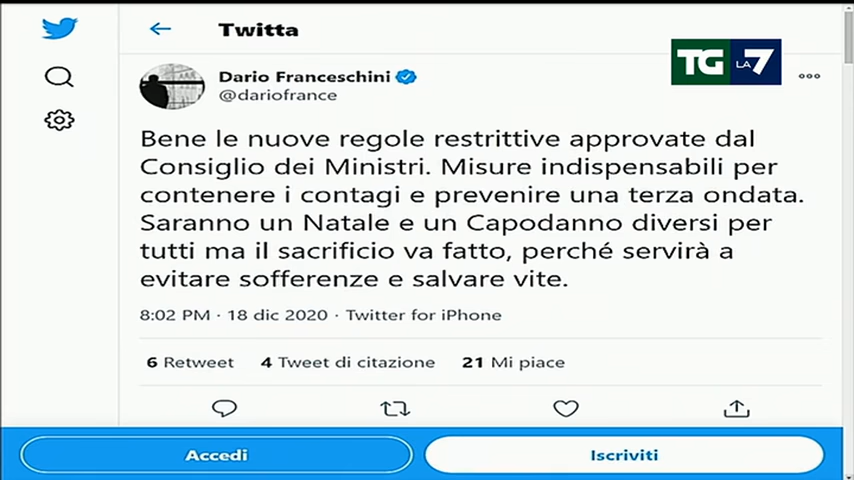 Twitta
TG LA 7
Dario Franceschini
@dariofrance
Bene le nuove regole restrittive approvate dal
Consiglio dei Ministri. Misure indispensabili per
contenere i contagi e prevenire una terza ondata.
Saranno un Natale e un Capodanno diversi per
tutti ma il sacrificio va fatto, perché servirà a
evitare sofferenze e salvare vite.
8:02 PM · 18 dic 2020 · Twitter for iPhone
6 Retweet 4 Tweet di citazione 21 Mi piace
Accedi Iscriviti